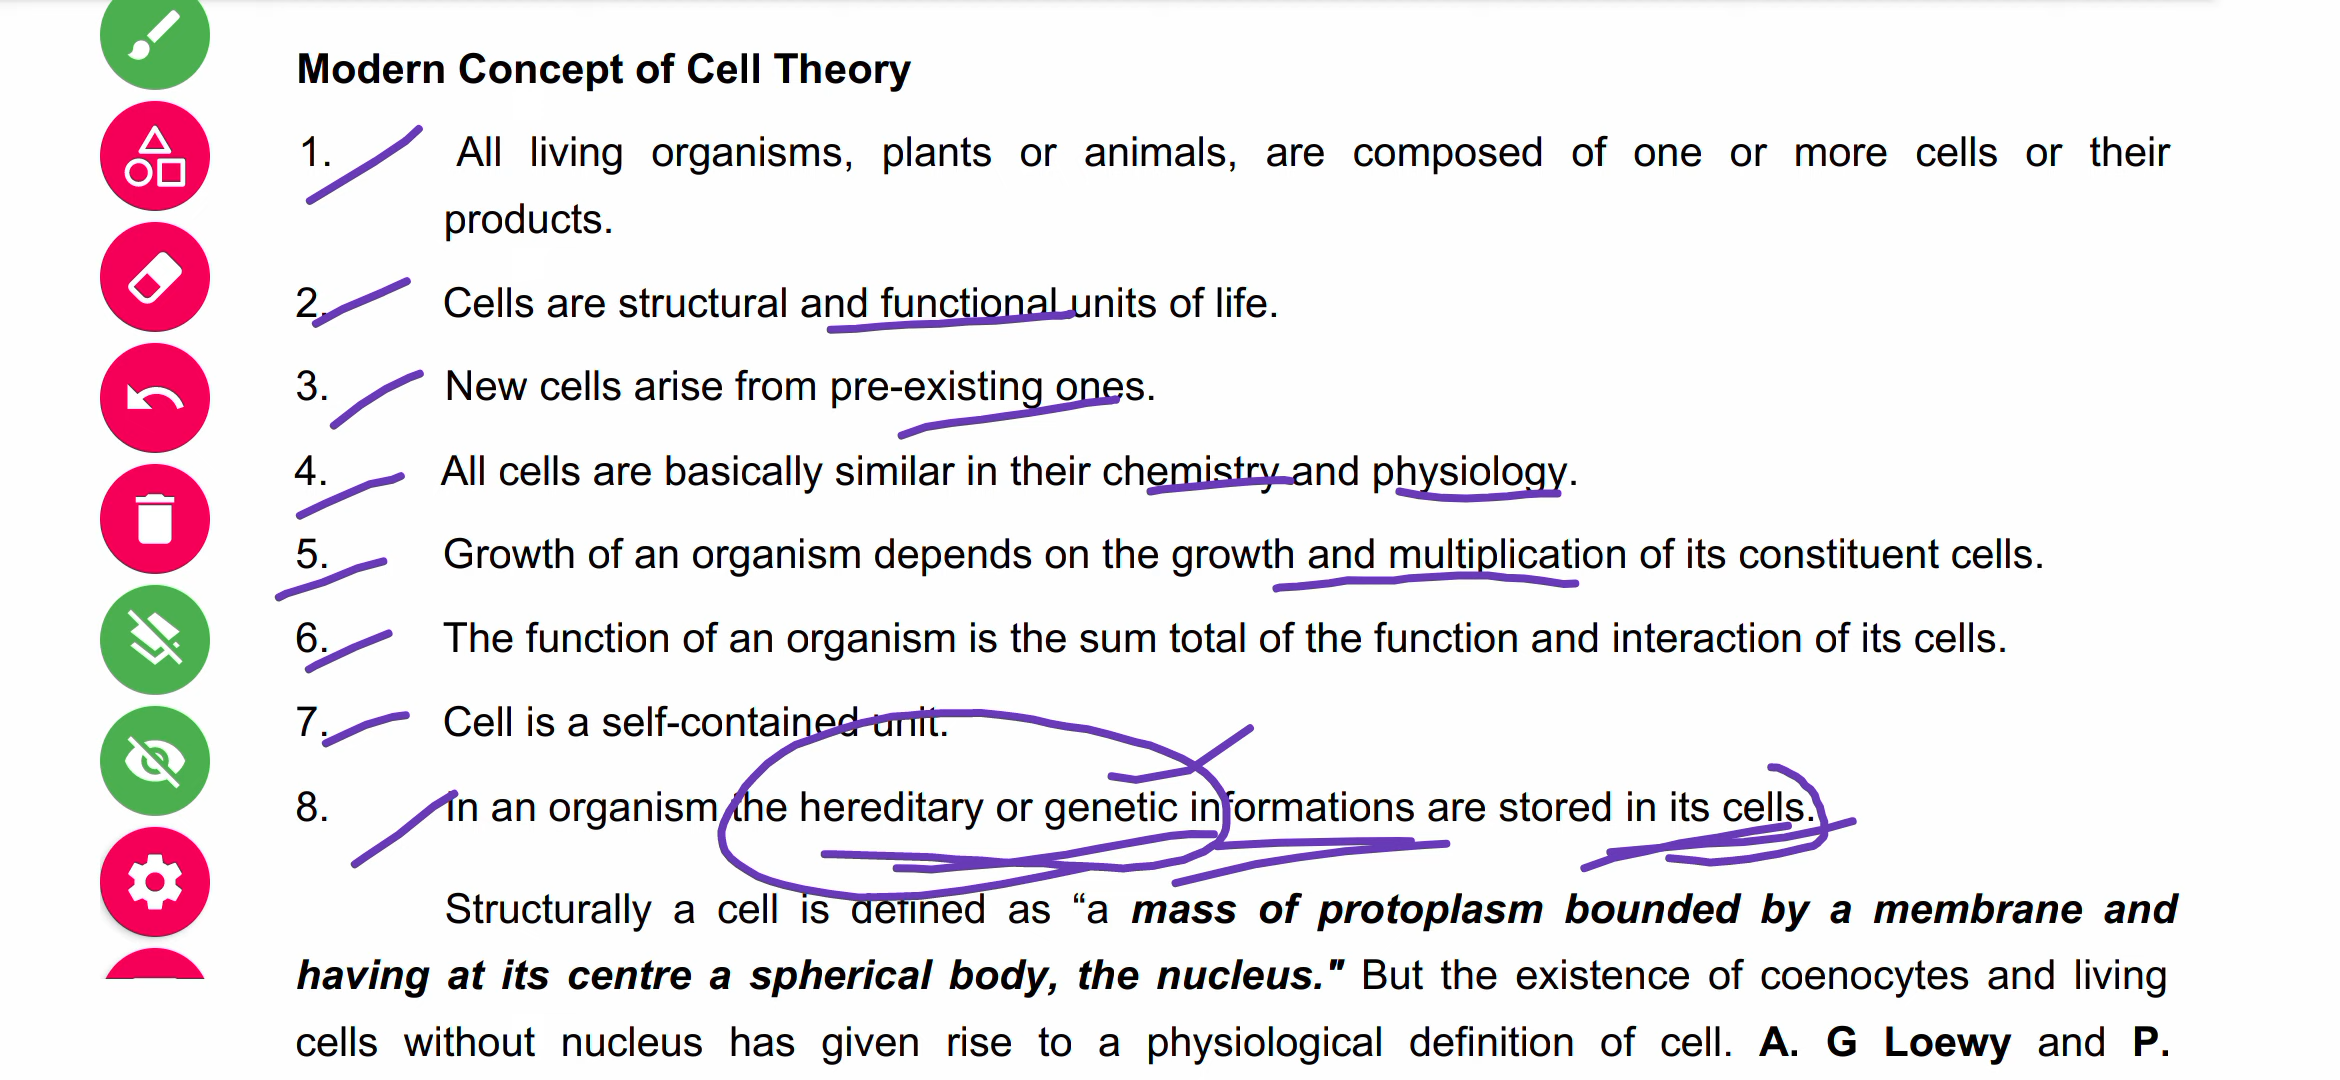 Modern Concept of Cell Theory
1. All living organisms, plants or animals, are composed of one or more cells or their
products.
2. Cells are structural and functional units of life.
3. New cells arise from pre-existing ones.
4. All cells are basically similar in their chemistry and physiology.
5. Growth of an organism depends on the growth and multiplication of its constituent cells.
6. The function of an organism is the sum total of the function and interaction of its cells.
7. Cell is a self-contained unit.
8. In an organism the hereditary or genetic informations are stored in its cells.
Structurally a cell is defined as “a mass of protoplasm bounded by a membrane and
having at its centre a spherical body, the nucleus." But the existence of coenocytes and living
cells without nucleus has given rise to a physiological definition of cell. A. G Loewy and P.